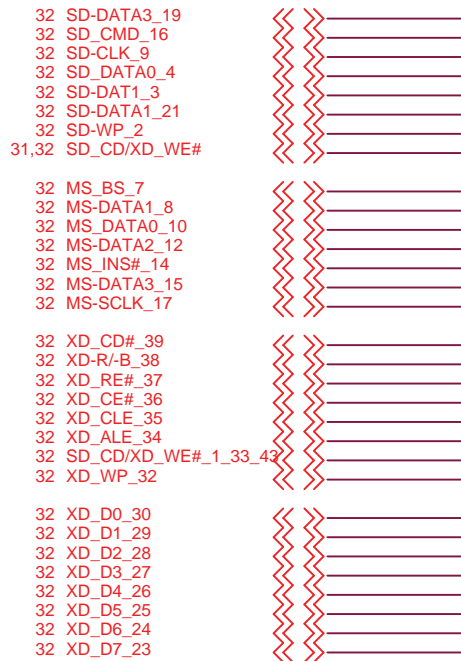 32 SD-DATA3_19
32 SD_CMD_16
32 SD-CLK_9
32 SD_DATA0_4
32 SD-DAT1_3
32 SD-DATA1_21
32 SD-WP_2
31,32 SD_CD/XD_WE#
32 MS_BS_7
32 MS-DATA1_8
32 MS_DATA0_10
32 MS-DATA2_12
32 MS_INS#_14
32 MS-DATA3_15
32 MS-SCLK_17
32 XD_CD#_39
32 XD-R/-B_38
32 XD_RE#_37
32 XD_CE#_36
32 XD_CLE_35
32 XD_ALE_34
32 SD_CD/XD_WE#_1_33_43
32 XD_WP_32
32 XD_D0_30
32 XD_D1_29
32 XD_D2_28
32 XD_D3_27
32 XD_D4_26
32 XD_D5_25
32 XD_D6_24
32 XD_D7_23